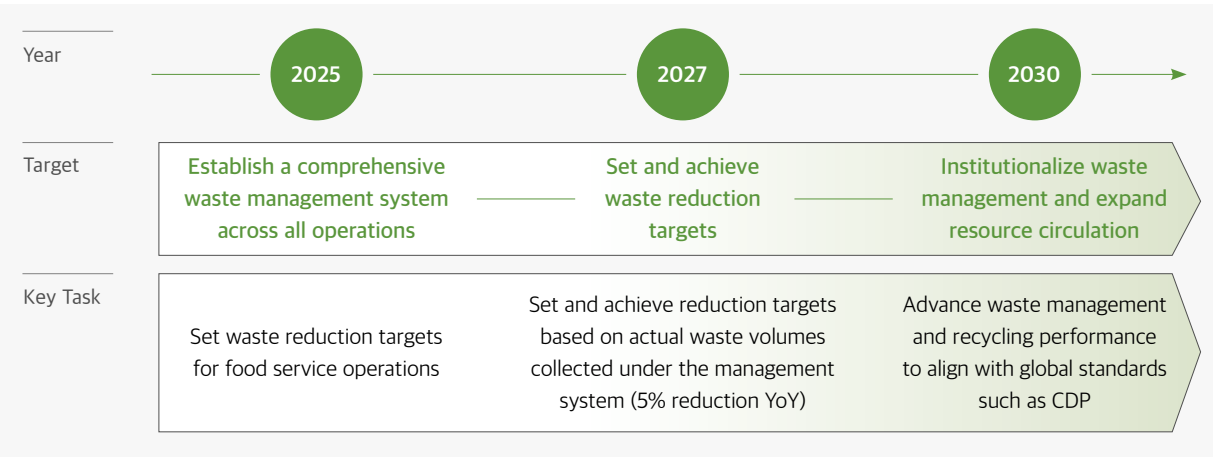 Year
2025
2027
2030
Target
Establish a comprehensive
waste management system
across all operations
Set and achieve
waste reduction
targets
Institutionalize waste
management and expand
resource circulation
Key Task
Set waste reduction targets
for food service operations
Set and achieve reduction targets
based on actual waste volumes
collected under the management
system (5% reduction YoY)
Advance waste management
and recycling performance
to align with global standards
such as CDP